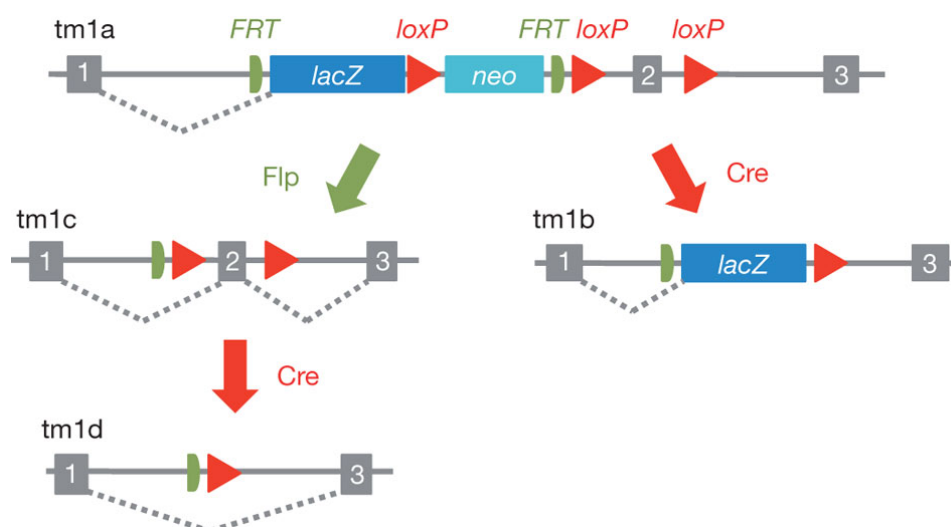 tm1a
FRT loxP FRT loxP loxP
1 lacZ neo 2 3
Flp Cre
tm1c tm1b
1 2 3 1 lacZ 3
Cre
tm1d
1 3